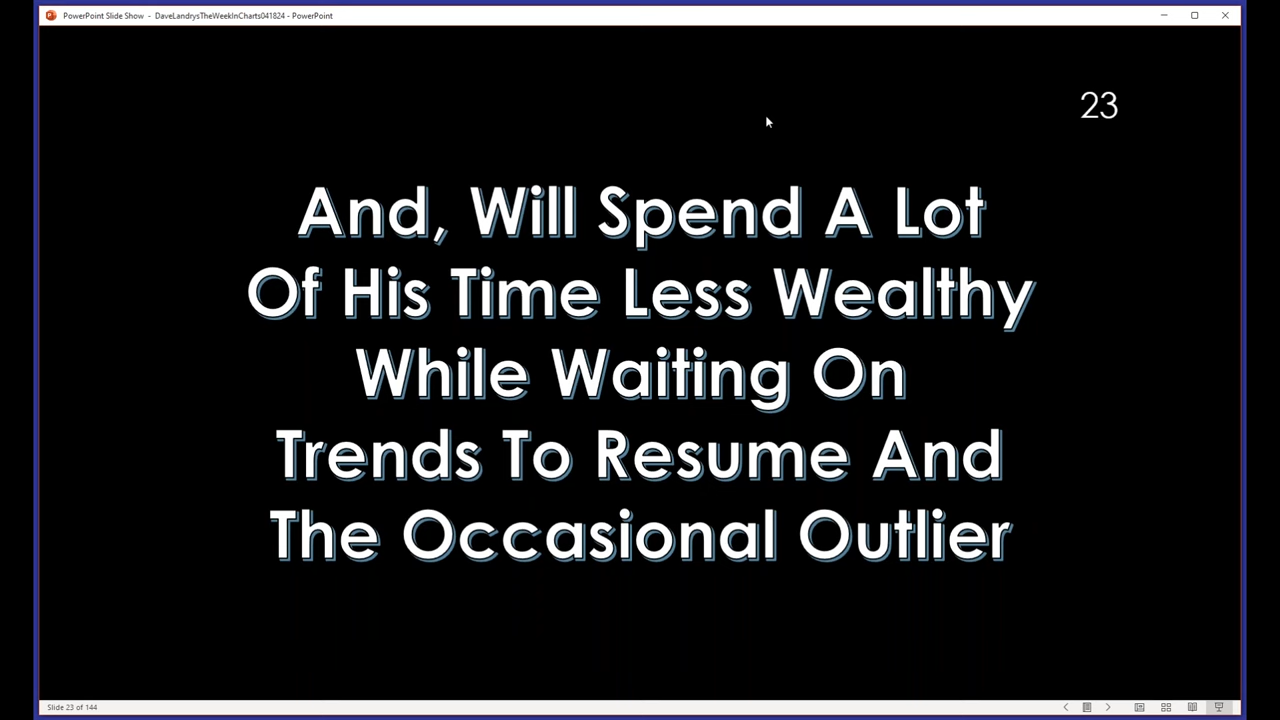 PowerPoint Slide Show - DaveLandrysTheWeekInCharts041824 - PowerPoint
23
And, Will Spend A Lot
Of His Time Less Wealthy
While Waiting On
Trends To Resume And
The Occasional Outlier
Slide 23 of 144